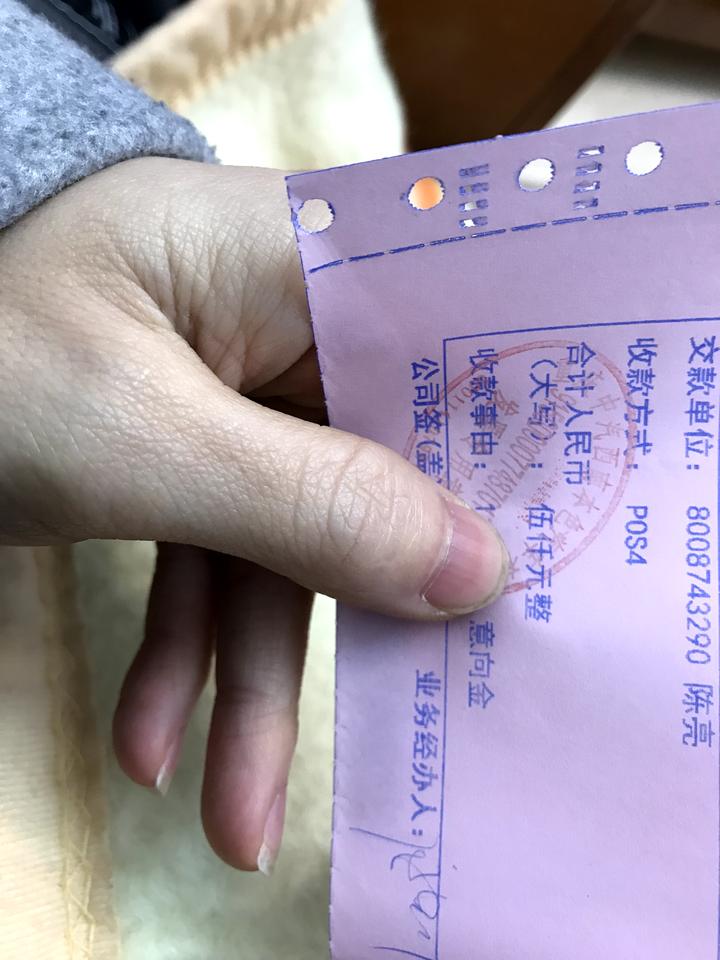 交款单位： 8008743290 陈亮
收款方式： POS4
合计人民币
（大写）： 伍仟元整
收款事由： 意向金
公司签(盖 业务经办人：